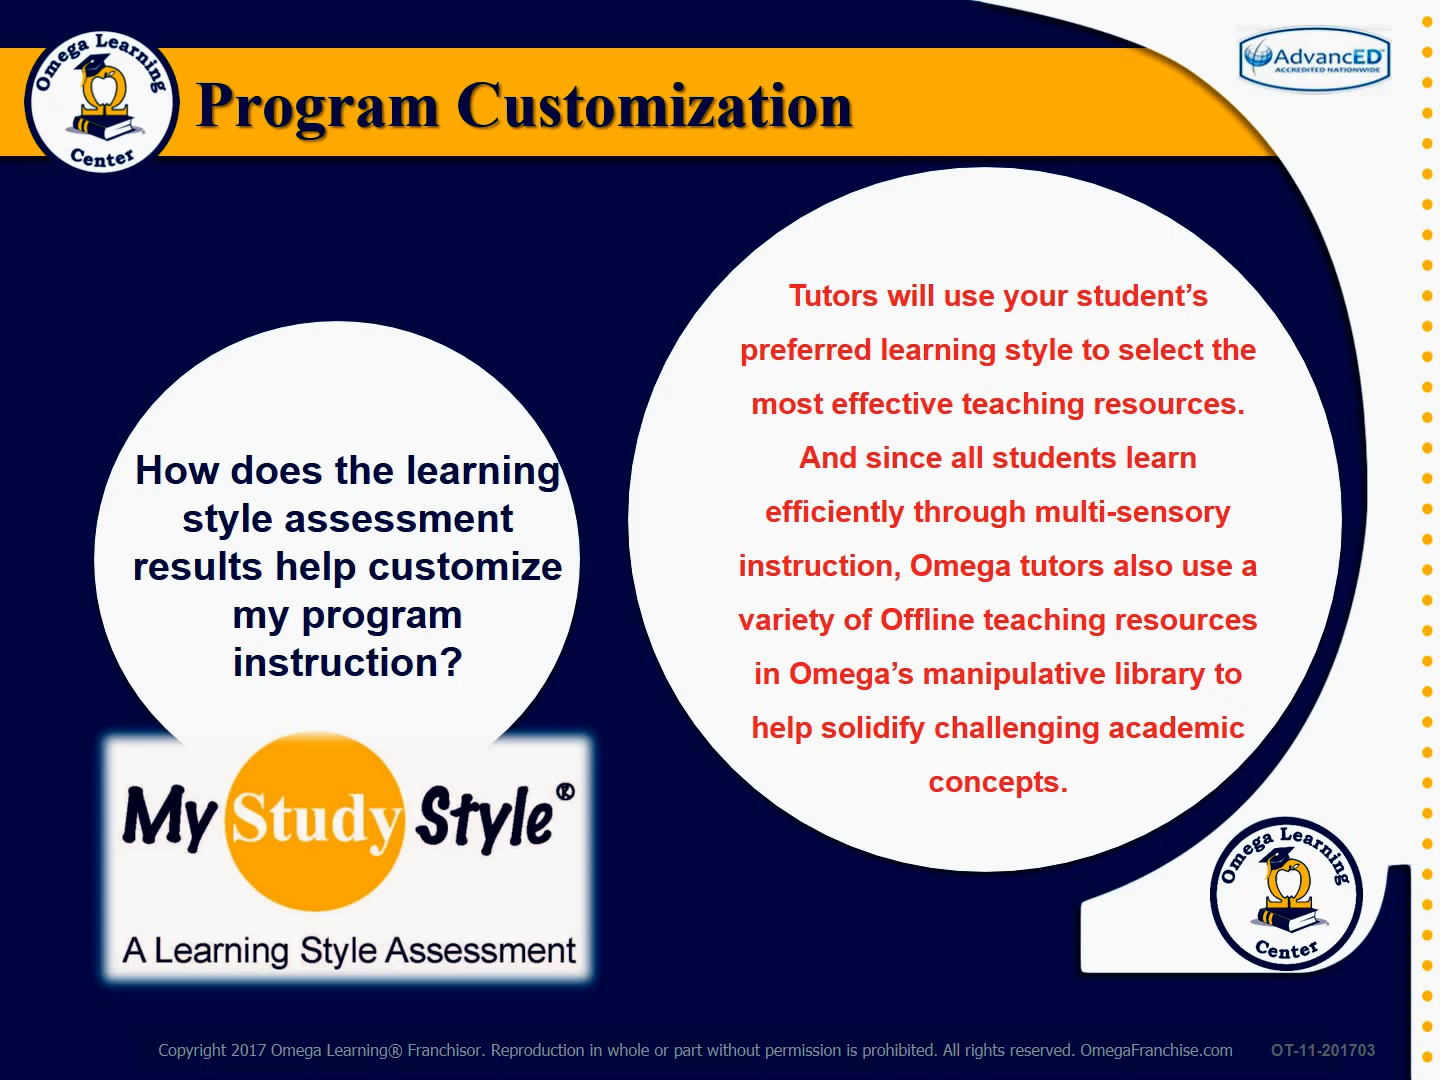 Omega Learning
Center
Program Customization
AdvancED™
ACCREDITED NATIONWIDE
How does the learning
style assessment
results help customize
my program
instruction?
My Study Style®
A Learning Style Assessment
Tutors will use your student’s
preferred learning style to select the
most effective teaching resources.
And since all students learn
efficiently through multi-sensory
instruction, Omega tutors also use a
variety of Offline teaching resources
in Omega’s manipulative library to
help solidify challenging academic
concepts.
Omega Learning
Center
Copyright 2017 Omega Learning® Franchisor. Reproduction in whole or part without permission is prohibited. All rights reserved. OmegaFranchise.com OT-11-201703